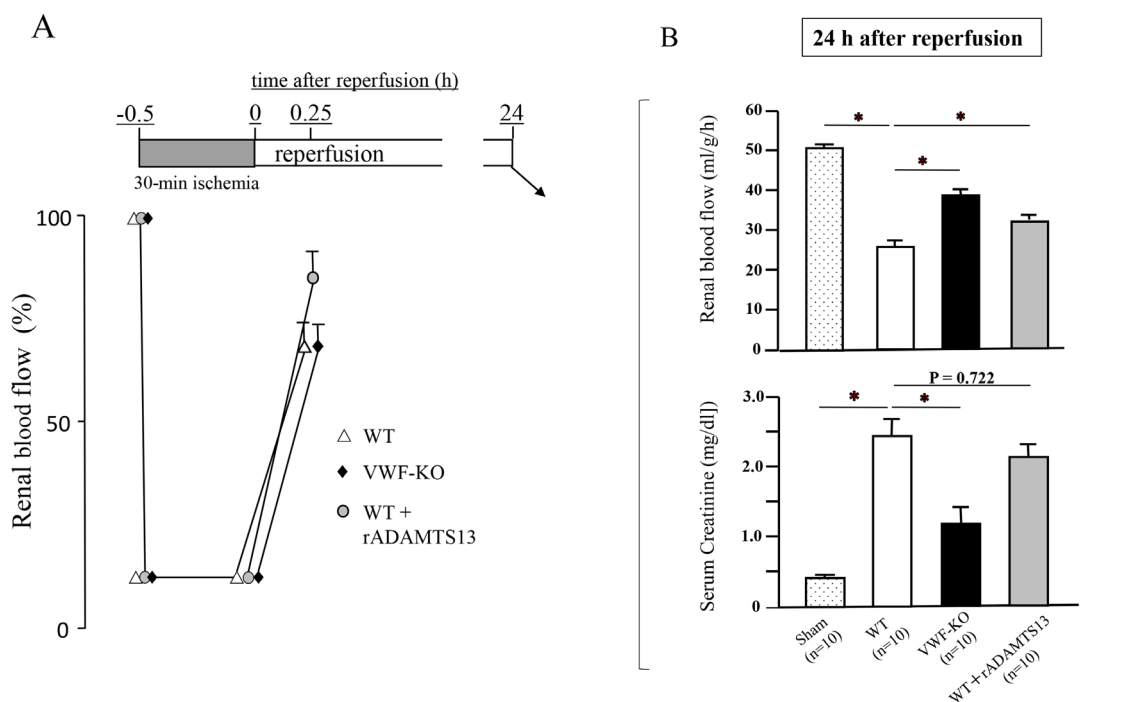 A
time after reperfusion (h)
-0.5 0 0.25 24
reperfusion
30-min ischemia
100
50
0
Renal blood flow (%)
WT
VWF-KO
WT +
rADAMTS13
B
24 h after reperfusion
Renal blood flow (ml/g/h)
60
50
40
30
20
10
0
* *
*
Serum Creatinine (mg/dl])
3.0
2.0
1.0
0
P = 0.722
* *
Sham
(n=10)
WT
(n=10)
VWF-KO
(n=10)
WT+rADAMTS13
(n=10)